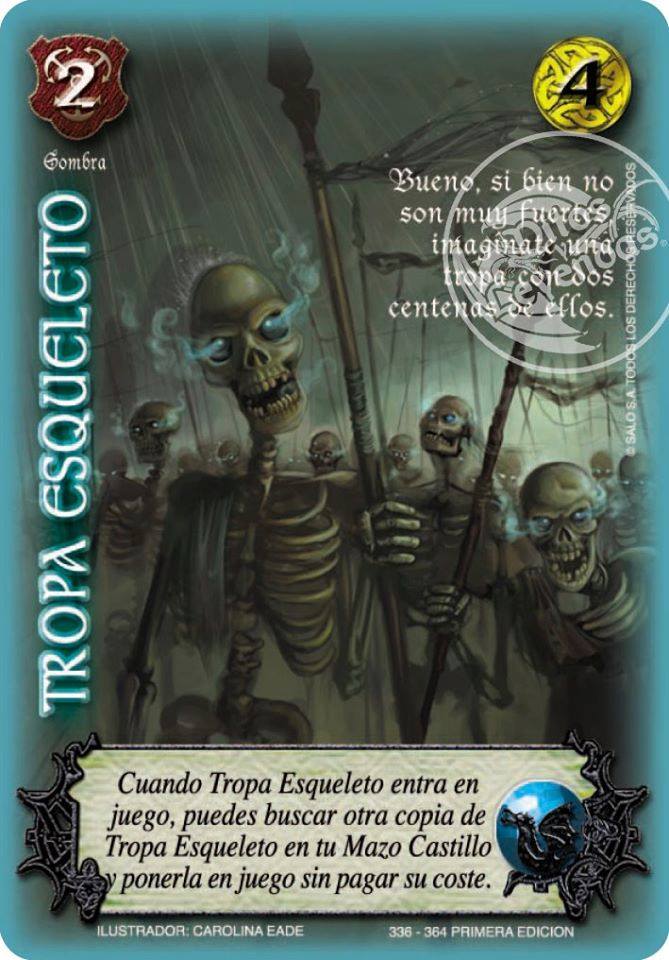 2
4
Sombra
TROPA ESQUELETO
Bueno, si bien no
son muy fuertes,
imagínate una
tropa con dos
centenas de ellos.
© SALO S.A. TODOS LOS DERECHOS RESERVADOS
Cuando Tropa Esqueleto entra en
juego, puedes buscar otra copia de
Tropa Esqueleto en tu Mazo Castillo
y ponerla en juego sin pagar su coste.
ILUSTRADOR: CAROLINA EADE
336 - 364 PRIMERA EDICION